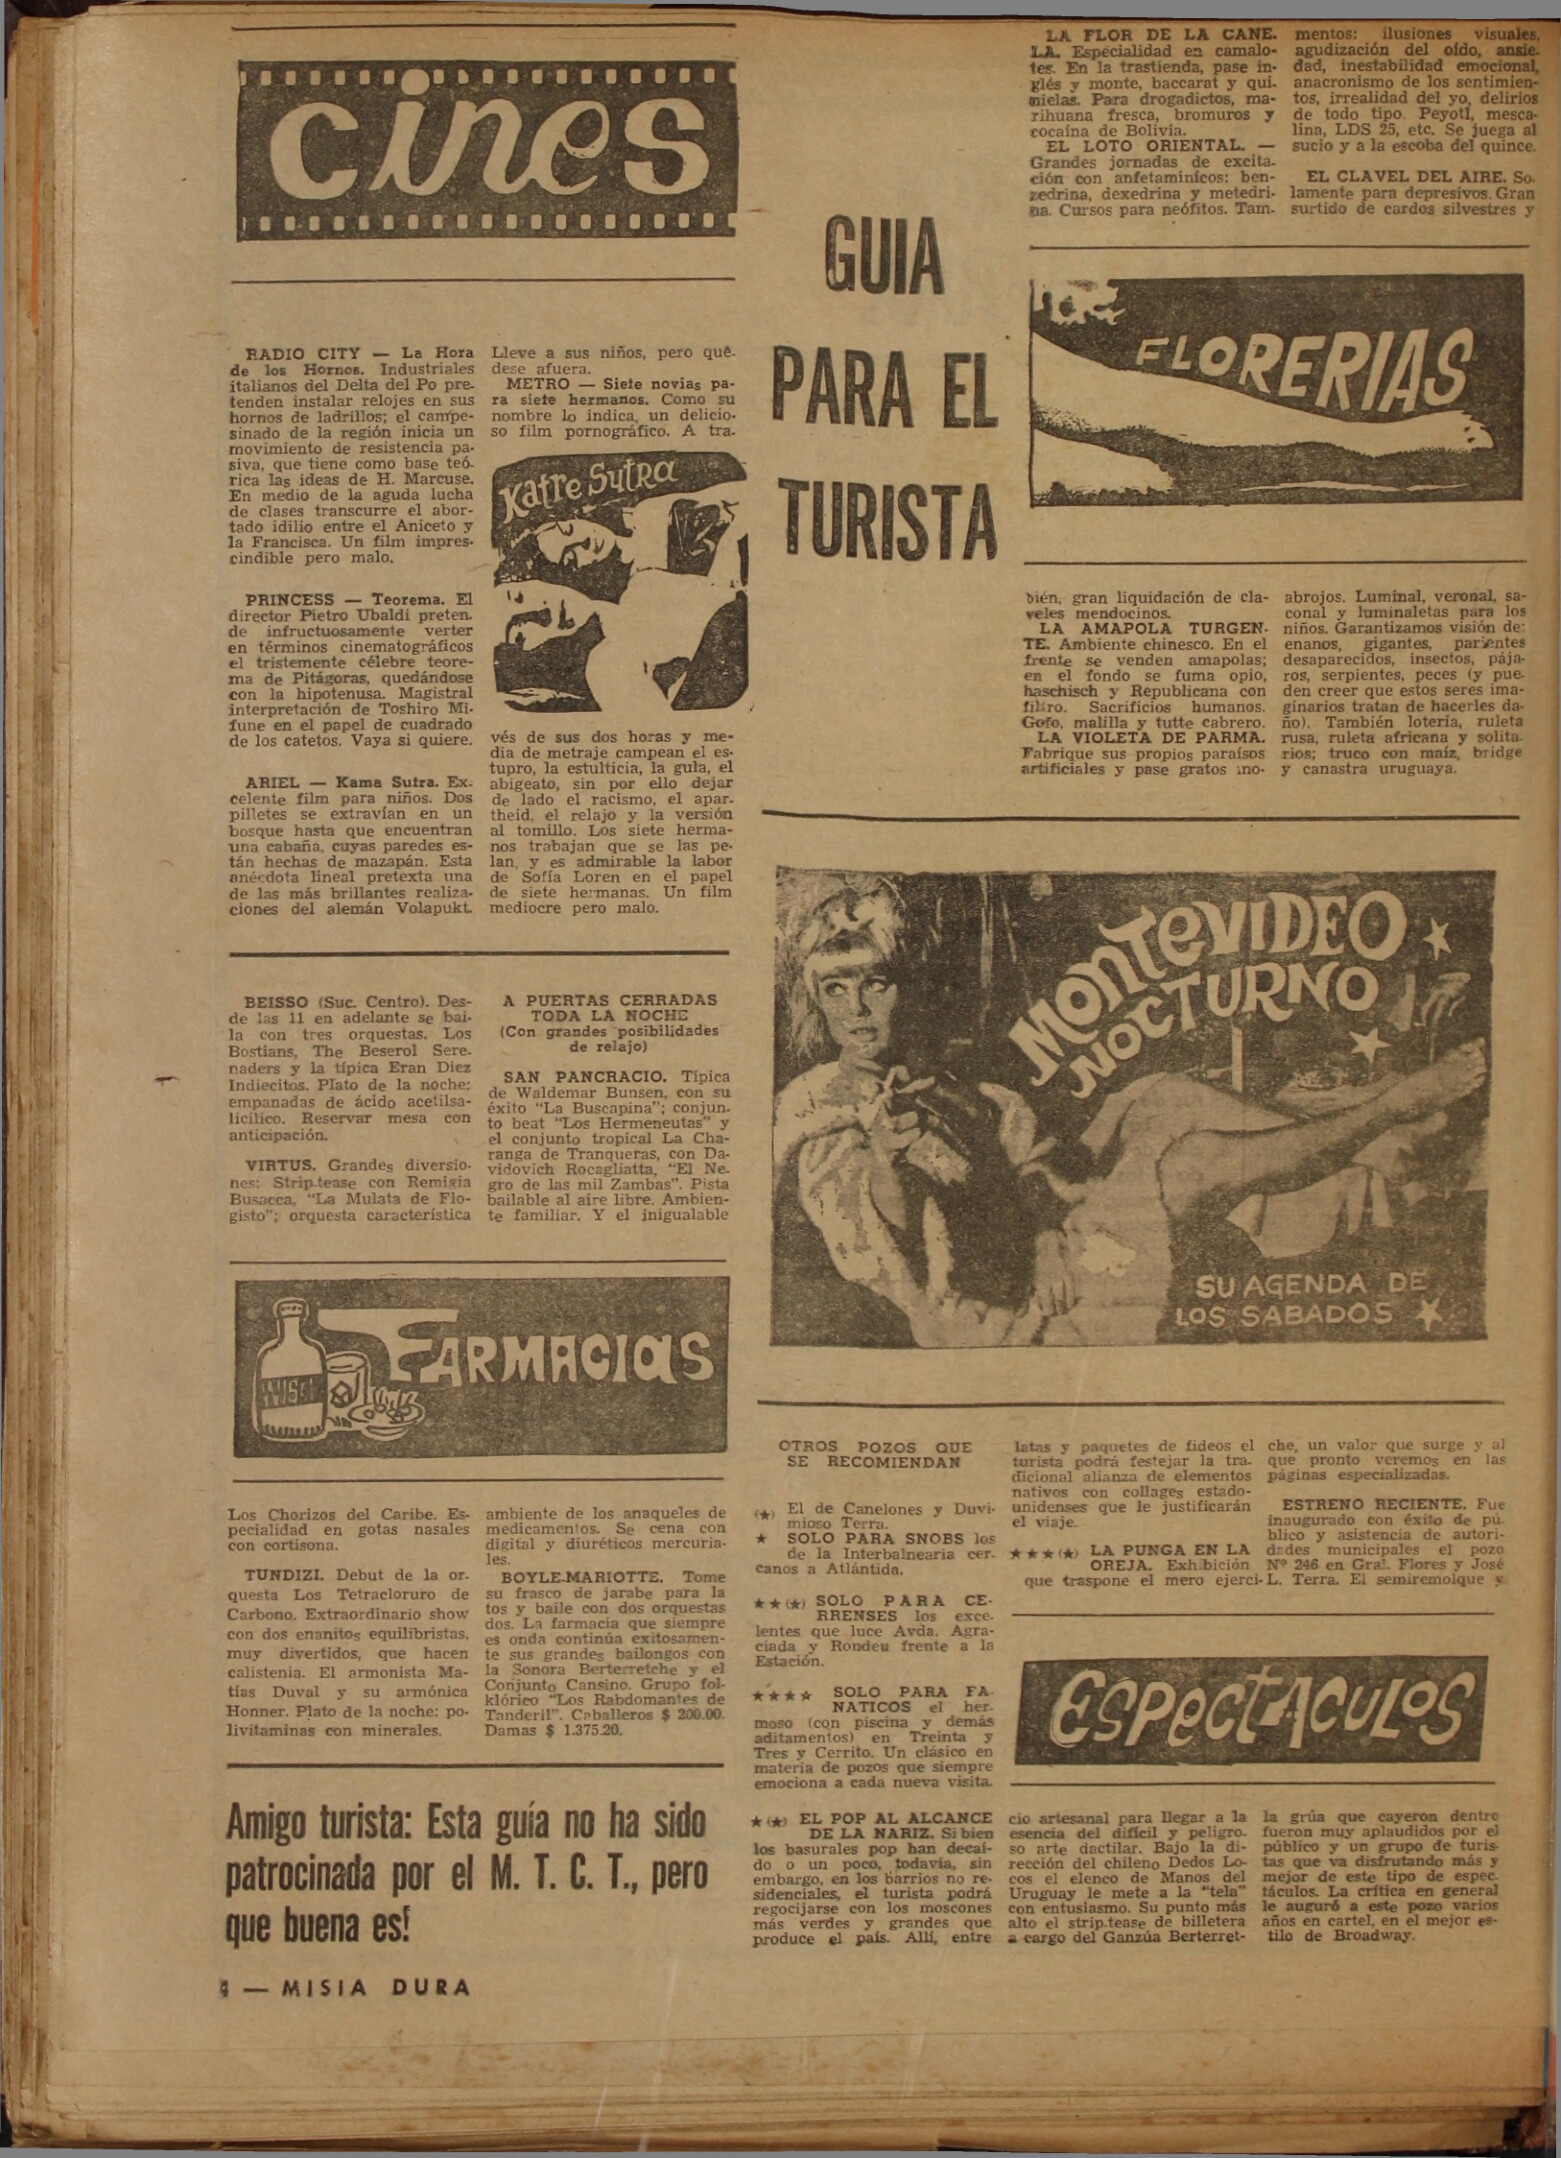 cines
RADIO CITY — La Hora
de los Hornos. Industriales
italianos del Delta del Po pre-
tenden instalar relojes en sus
hornos de ladrillos; el campe-
sinado de la región inicia un
movimiento de resistencia pa-
siva, que tiene como base teó-
rica las ideas de H. Marcuse.
En medio de la aguda lucha
de clases transcurre el abor-
tado idilio entre el Aniceto y
la Francisca. Un film impres-
cindible pero malo.
PRINCESS — Teorema. El
director Pietro Ubaldi preten-
de infructuosamente verter
en términos cinematográficos
el tristemente célebre teore-
ma de Pitágoras, quedándose
con la hipotenusa. Magistral
interpretación de Toshiro Mi-
fune en el papel de cuadrado
de los catetos. Vaya si quiere.
ARIEL — Kama Sutra. Ex-
celente film para niños. Dos
pilletes se extravían en un
bosque hasta que encuentran
una cabaña, cuyas paredes es-
tán hechas de mazapán. Esta
anécdota lineal pretexta una
de las más brillantes realiza-
ciones del alemán Volapukt.
Lleve a sus niños, pero qué-
dese afuera.
METRO — Siete novias pa-
ra siete hermanos. Como su
nombre lo indica, un delicio-
so film pornográfico. A tra-
Katre Sutra
vés de sus dos horas y me-
dia de metraje campean el es-
tupro, la estulticia, la gula, el
abigeato, sin por ello dejar
de lado el racismo, el apar-
theid, el relajo y la versión
al tomillo. Los siete herma-
nos trabajan que se las pe-
lan, y es admirable la labor
de Sofía Loren en el papel
de siete hermanas. Un film
mediocre pero malo.
GUIA
PARA EL
TURISTA
LA FLOR DE LA CANE-
LA. Especialidad en camalo-
tes. En la trastienda, pase in-
glés y monte, baccarat y qui-
nielas. Para drogadictos, ma-
rihuana fresca, bromuros y
cocaína de Bolivia.
EL LOTO ORIENTAL. —
Grandes jornadas de excita-
ción con anfetamínicos: ben-
zedrina, dexedrina y metedri-
na. Cursos para neófitos. Tam-
mentos: ilusiones visuales,
agudización del oído, ansie-
dad, inestabilidad emocional,
anacronismo de los sentimien-
tos, irrealidad del yo, delirios
de todo tipo. Peyotl, mesca-
lina, LDS 25, etc. Se juega al
sucio y a la escoba del quince.
EL CLAVEL DEL AIRE. So-
lamente para depresivos. Gran
surtido de cardos silvestres y
FLORERIAS
bién, gran liquidación de cla-
veles mendocinos.
LA AMAPOLA TURGEN-
TE. Ambiente chinesco. En el
frente se venden amapolas;
en el fondo se fuma opio,
haschisch y Republicana con
filtro. Sacrificios humanos.
Gofo, malilla y tutte cabrero.
LA VIOLETA DE PARMA.
Fabrique sus propios paraísos
artificiales y pase gratos mo-
abrojos. Luminal, veronal, sa-
conal y luminaletas para los
niños. Garantizamos visión de:
enanos, gigantes, parientes
desaparecidos, insectos, pája-
ros, serpientes, peces (y pue-
den creer que estos seres ima-
ginarios tratan de hacerles da-
ño). También lotería, ruleta
rusa, ruleta africana y solita-
rios; truco con maíz, bridge
y canastra uruguaya.
MONTEVIDEO
NOCTURNO
SU AGENDA DE
LOS SABADOS
BEISSO (Suc. Centro). Des-
de las 11 en adelante se bai-
la con tres orquestas. Los
Bostians, The Beserol Sere-
naders y la típica Eran Diez
Indiecitos. Plato de la noche:
empanadas de ácido acetilsa-
licílico. Reservar mesa con
anticipación.
VIRTUS. Grandes diversio-
nes: Strip-tease con Remigia
Busacca, "La Mulata de Flo-
gisto"; orquesta característica
A PUERTAS CERRADAS
TODA LA NOCHE
(Con grandes posibilidades
de relajo)
SAN PANCRACIO. Típica
de Waldemar Bunsen, con su
éxito "La Buscapina"; conjun-
to beat "Los Hermeneutas" y
el conjunto tropical La Cha-
ranga de Tranqueras, con Da-
vidovich Rocagliatta, "El Ne-
gro de las mil Zambas". Pista
bailable al aire libre. Ambien-
te familiar. Y el inigualable
FARMACIAS
Los Chorizos del Caribe. Es-
pecialidad en gotas nasales
con cortisona.
TUNDIZI. Debut de la or-
questa Los Tetracloruro de
Carbono. Extraordinario show
con dos enanitos equilibristas,
muy divertidos, que hacen
calistenia. El armonista Ma-
tías Duval y su armónica
Honner. Plato de la noche: po-
livitaminas con minerales.
ambiente de los anaqueles de
medicamentos. Se cena con
digital y diuréticos mercuria-
les.
BOYLE-MARIOTTE. Tome
su frasco de jarabe para la
tos y baile con dos orquestas
dos. La farmacia que siempre
es onda continúa exitosamen-
te sus grandes bailongos con
la Sonora Berterretche y el
Conjunto Cansino. Grupo fol-
klórico "Los Rabdomantes de
Tanderil". Caballeros $ 200.00.
Damas $ 1.375.20.
Amigo turista: Esta guía no ha sido
patrocinada por el M. T. C. T., pero
que buena es!
OTROS POZOS QUE
SE RECOMIENDAN
(★) El de Canelones y Duvi-
mioso Terra.
★ SOLO PARA SNOBS los
de la Interbalnearia cer-
canos a Atlántida.
★★(★) SOLO PARA CE-
RRENSES los exce-
lentes que luce Avda. Agra-
ciada y Rondeu frente a la
Estación.
★★★☆ SOLO PARA FA-
NATICOS el her-
moso (con piscina y demás
aditamentos) en Treinta y
Tres y Cerrito. Un clásico en
materia de pozos que siempre
emociona a cada nueva visita.
★(★) EL POP AL ALCANCE
DE LA NARIZ. Si bien
los basurales pop han decaí-
do o un poco, todavía, sin
embargo, en los barrios no re-
sidenciales, el turista podrá
regocijarse con los moscones
más verdes y grandes que
produce el país. Allí, entre
latas y paquetes de fideos el
turista podrá festejar la tra-
dicional alianza de elementos
nativos con collages estado-
unidenses que le justificarán
el viaje.
★★★(★) LA PUNGA EN LA
OREJA. Exhibición
que traspone el mero ejerci-
che, un valor que surge y al
que pronto veremos en las
páginas especializadas.
ESTRENO RECIENTE. Fue
inaugurado con éxito de pú-
blico y asistencia de autori-
dades municipales el pozo
Nº 246 en Gral. Flores y José
L. Terra. El semiremolque y
ESPECTACULOS
cio artesanal para llegar a la
esencia del difícil y peligro-
so arte dactilar. Bajo la di-
rección del chileno Dedos Lo-
cos el elenco de Manos del
Uruguay le mete a la "tela"
con entusiasmo. Su punto más
alto el strip-tease de billetera
a cargo del Ganzúa Berterret-
la grúa que cayeron dentro
fueron muy aplaudidos por el
público y un grupo de turis-
tas que va disfrutando más y
mejor de este tipo de espec-
táculos. La crítica en general
le auguró a este pozo varios
años en cartel, en el mejor es-
tilo de Broadway.
4 — MISIA DURA